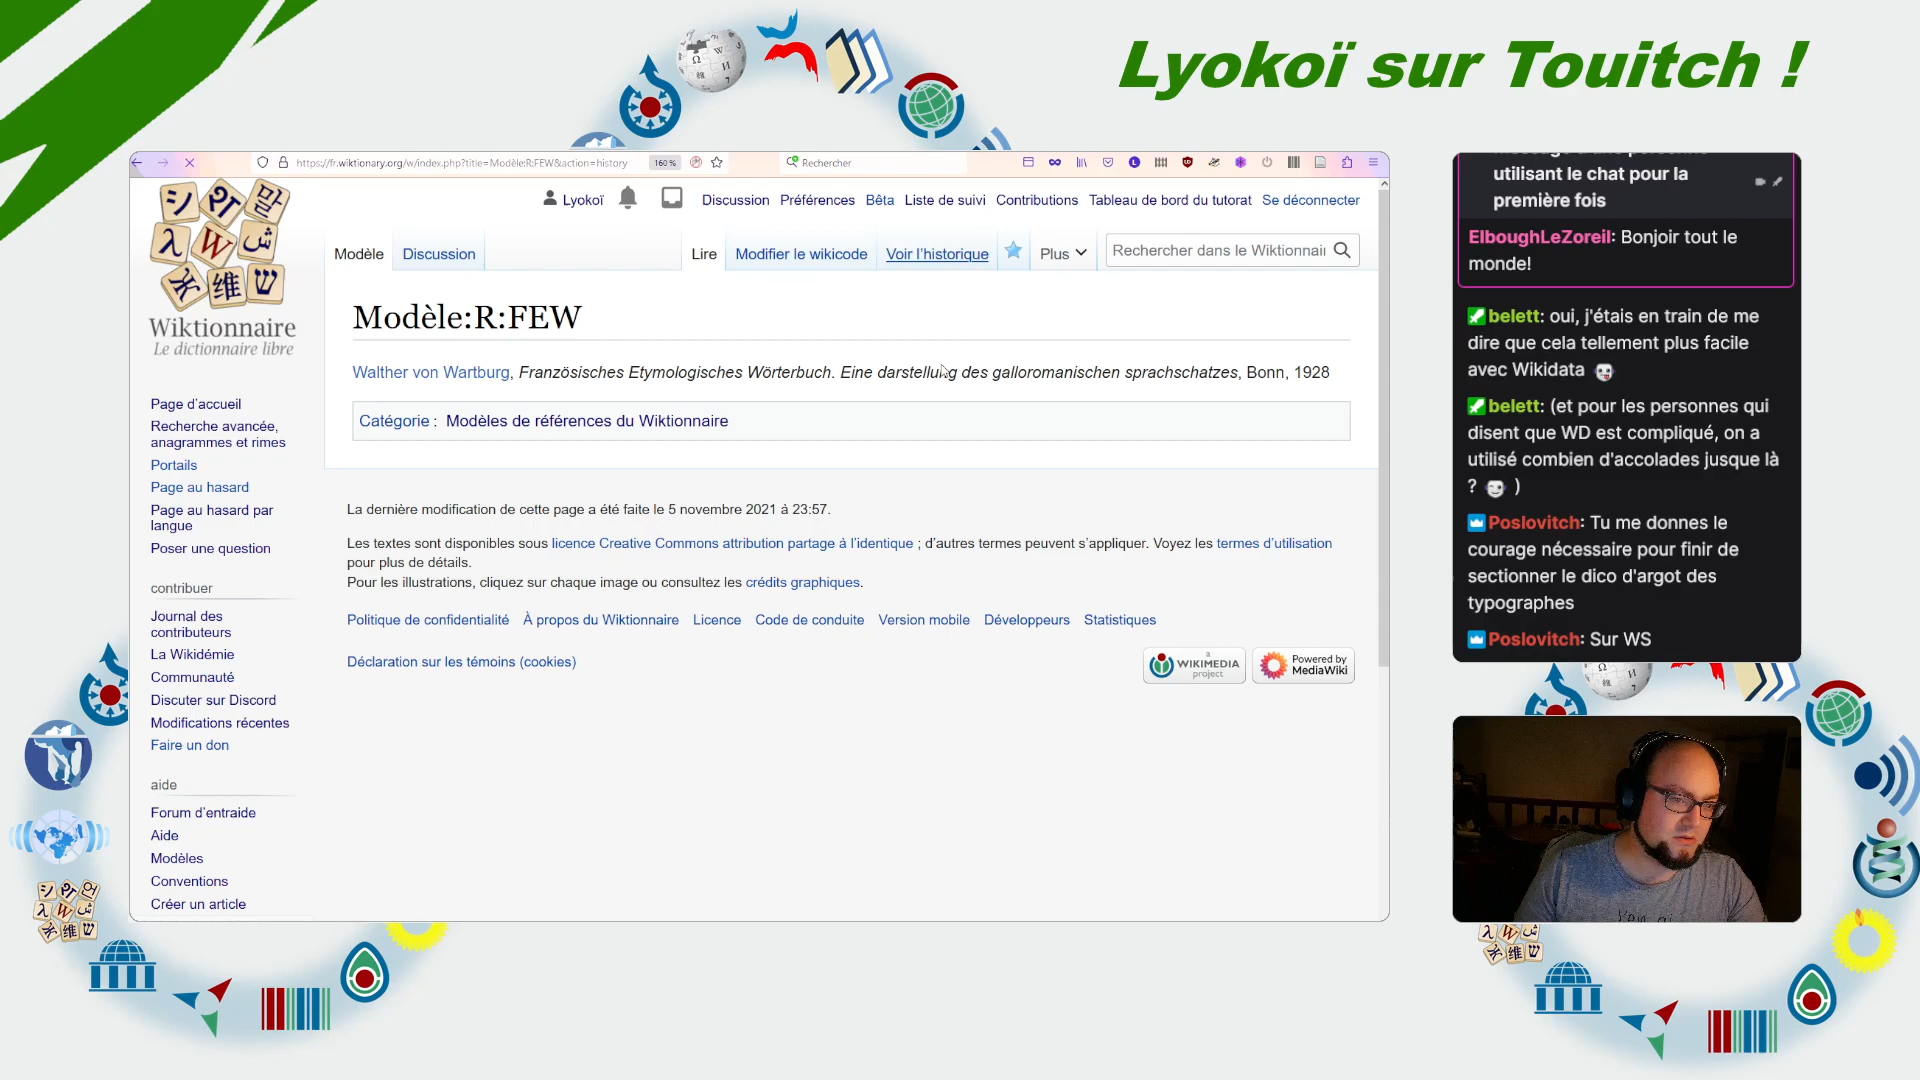 Lyokoï sur Touitch !
https://fr.wiktionary.org/w/index.php?title=Modèle:R:FEW&action=history
160 %
Rechercher
Lyokoï
Discussion
Préférences
Bêta
Liste de suivi
Contributions
Tableau de bord du tutorat
Se déconnecter
Modèle
Discussion
Lire
Modifier le wikicode
Voir l’historique
Plus
Rechercher dans le Wiktionnair
Wiktionnaire
Le dictionnaire libre
Modèle:R:FEW
Walther von Wartburg, Französisches Etymologisches Wörterbuch. Eine darstellung des galloromanischen sprachschatzes, Bonn, 1928
Catégorie : Modèles de références du Wiktionnaire
La dernière modification de cette page a été faite le 5 novembre 2021 à 23:57.
Les textes sont disponibles sous licence Creative Commons attribution partage à l’identique ; d’autres termes peuvent s’appliquer. Voyez les termes d’utilisation
pour plus de détails.
Pour les illustrations, cliquez sur chaque image ou consultez les crédits graphiques.
Politique de confidentialité
À propos du Wiktionnaire
Licence
Code de conduite
Version mobile
Développeurs
Statistiques
Déclaration sur les témoins (cookies)
a
WIKIMEDIA
project
Powered by
MediaWiki
Page d’accueil
Recherche avancée,
anagrammes et rimes
Portails
Page au hasard
Page au hasard par
langue
Poser une question
contribuer
Journal des
contributeurs
La Wikidémie
Communauté
Discuter sur Discord
Modifications récentes
Faire un don
aide
Forum d’entraide
Aide
Modèles
Conventions
Créer un article
utilisant le chat pour la
première fois
ElboughLeZoreil: Bonjoir tout le
monde!
belett: oui, j'étais en train de me
dire que cela tellement plus facile
avec Wikidata
belett: (et pour les personnes qui
disent que WD est compliqué, on a
utilisé combien d'accolades jusque là
? )
Poslovitch: Tu me donnes le
courage nécessaire pour finir de
sectionner le dico d'argot des
typographes
Poslovitch: Sur WS